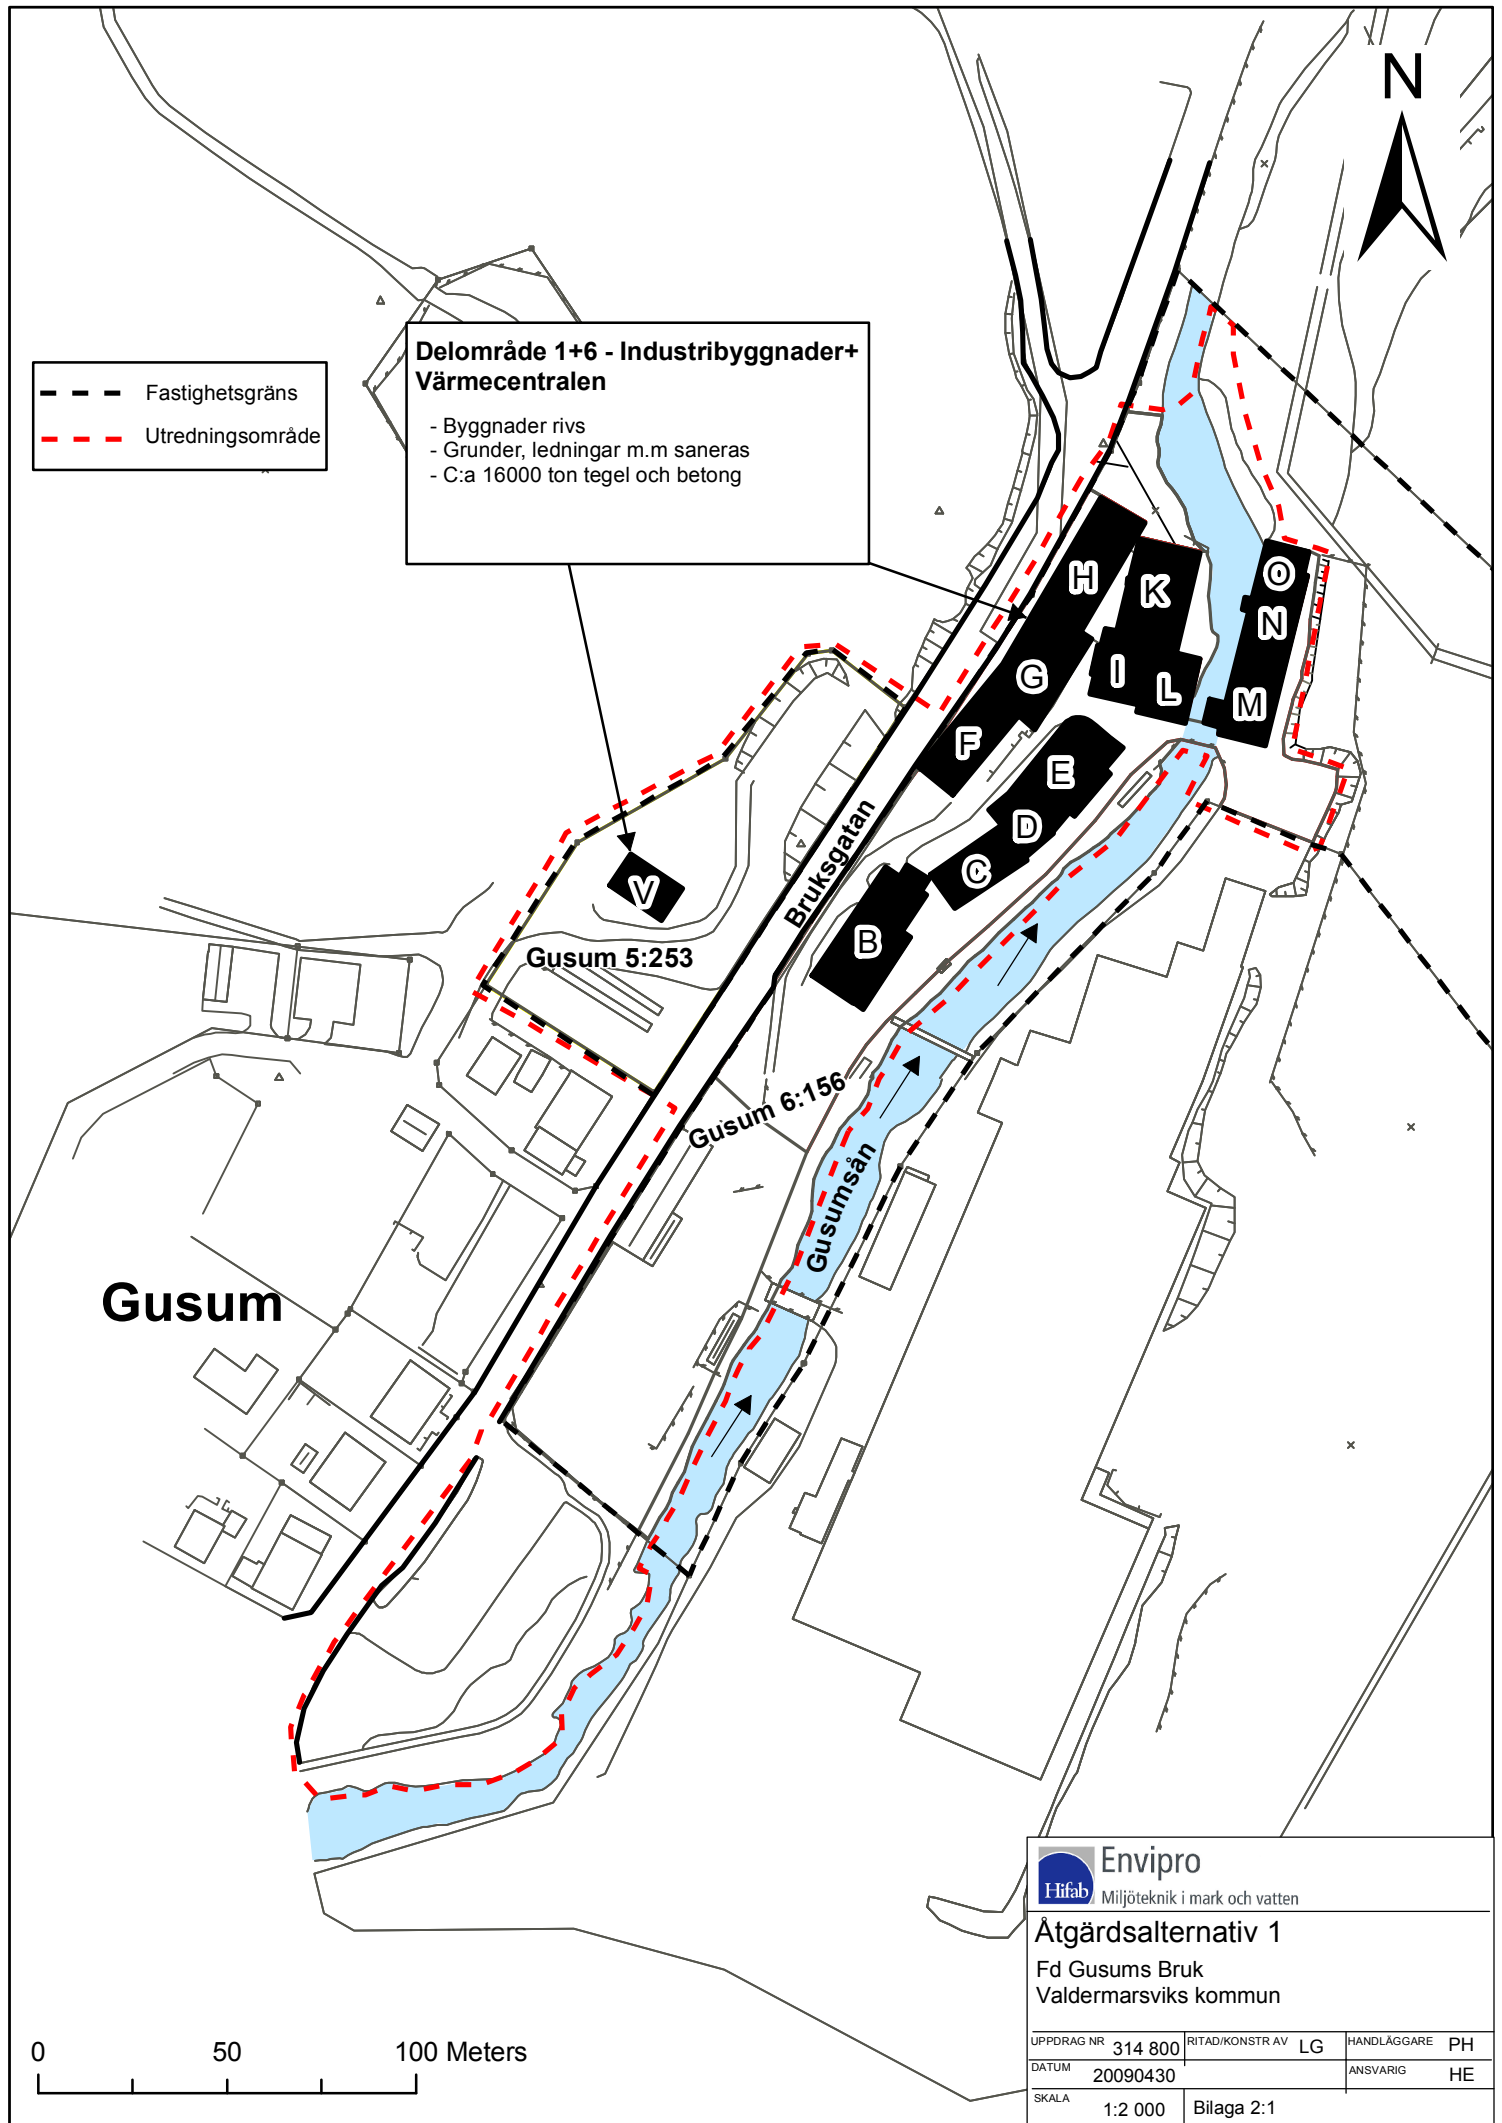 N
Fastighetsgräns
Utredningsområde
Delområde 1+6 - Industribyggnader+
Värmecentralen
- Byggnader rivs
- Grunder, ledningar m.m saneras
- C:a 16000 ton tegel och betong
H
K
O
N
G
I
L
M
F
E
D
C
V
B
Bruksgatan
Gusum 5:253
Gusum 6:156
Gusumsån
Gusum
0 50 100 Meters
Hifab
Envipro
Miljöteknik i mark och vatten
Åtgärdsalternativ 1
Fd Gusums Bruk
Valdermarsviks kommun
UPPDRAG NR 314 800 RITAD/KONSTR AV LG HANDLÄGGARE PH
DATUM 20090430 ANSVARIG HE
SKALA 1:2 000 Bilaga 2:1